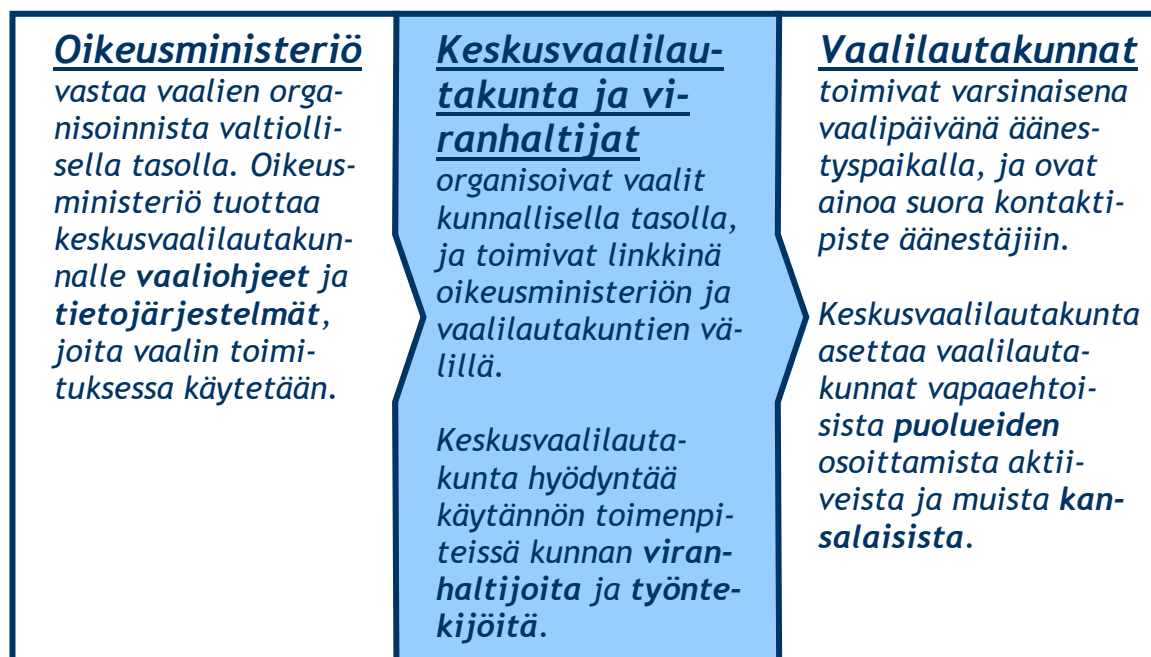 Oikeusministeriö
vastaa vaalien orga-
nisoinnista valtiolli-
sella tasolla. Oikeus-
ministeriö tuottaa
keskusvaalilautakun-
nalle vaaliohjeet ja
tietojärjestelmät,
joita vaalin toimi-
tuksessa käytetään.
Keskusvaalilau-
takunta ja vi-
ranhaltijat
organisoivat vaalit
kunnallisella tasolla,
ja toimivat linkkinä
oikeusministeriön ja
vaalilautakuntien vä-
lillä.
Keskusvaalilauta-
kunta hyödyntää
käytännön toimenpi-
teissä kunnan viran-
haltijoita ja työnte-
kijöitä.
Vaalilautakunnat
toimivat varsinaisena
vaalipäivänä äänes-
tyspaikalla, ja ovat
ainoa suora kontakti-
piste äänestäjiin.
Keskusvaalilautakunta
asettaa vaalilauta-
kunnat vapaaehtoi-
sista puolueiden
osoittamista aktii-
veista ja muista kan-
salaisista.